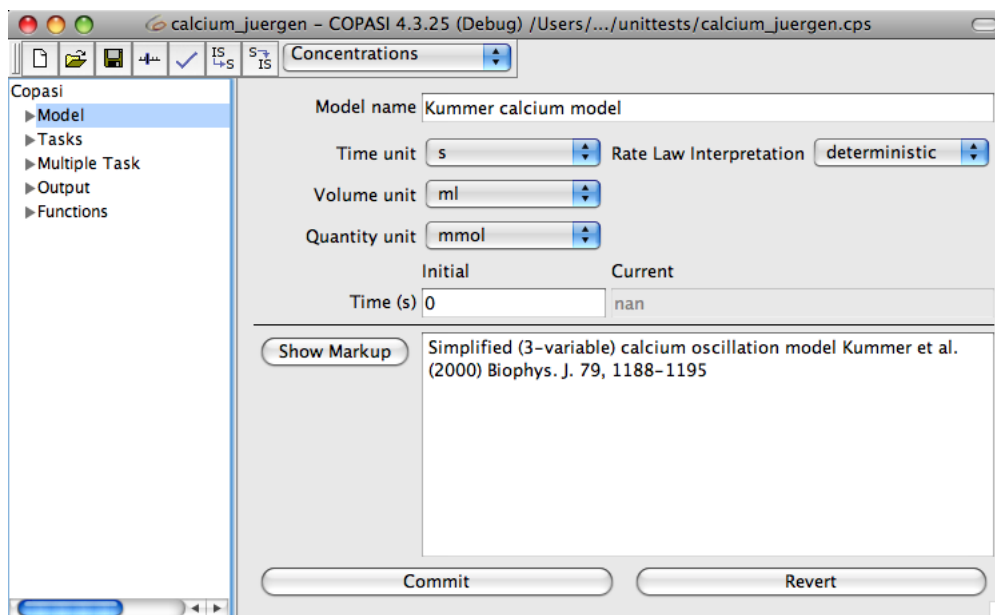 calcium_juergen – COPASI 4.3.25 (Debug) /Users/.../unittests/calcium_juergen.cps
IS
S
S
IS
Concentrations
Copasi
Model
Tasks
Multiple Task
Output
Functions
Model name Kummer calcium model
Time unit s Rate Law Interpretation deterministic
Volume unit ml
Quantity unit mmol
Initial Current
Time (s) 0 nan
Show Markup
Simplified (3-variable) calcium oscillation model Kummer et al.
(2000) Biophys. J. 79, 1188-1195
Commit Revert